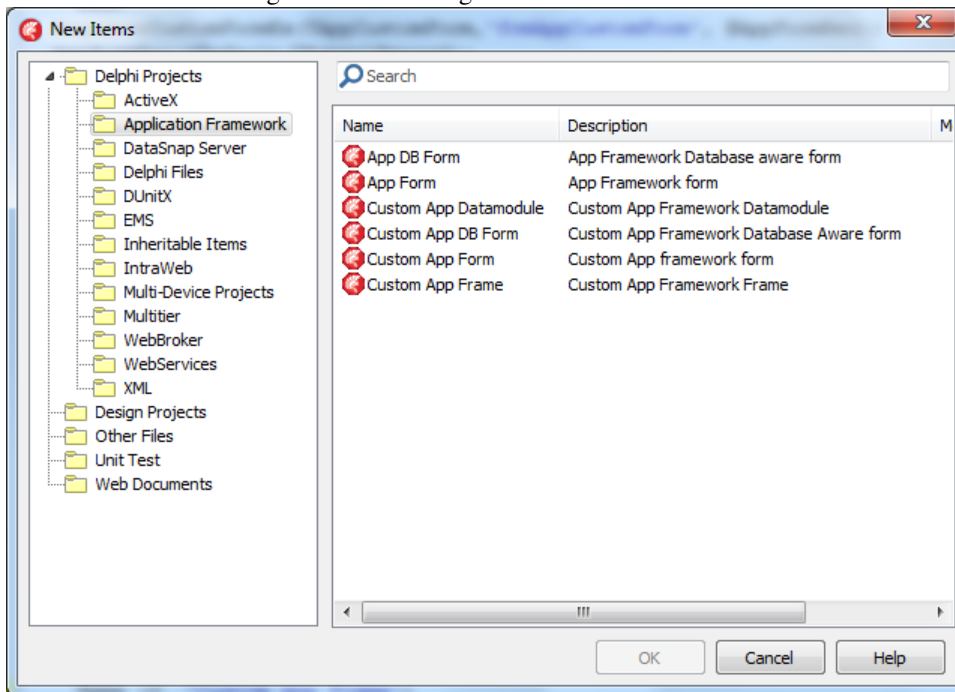 New Items
Delphi Projects
ActiveX
Application Framework
DataSnap Server
Delphi Files
DUnitX
EMS
Inheritable Items
IntraWeb
Multi-Device Projects
Multitier
WebBroker
WebServices
XML
Design Projects
Other Files
Unit Test
Web Documents
Search
Name Description M
App DB Form App Framework Database aware form
App Form App Framework form
Custom App Datamodule Custom App Framework Datamodule
Custom App DB Form Custom App Framework Database Aware form
Custom App Form Custom App framework form
Custom App Frame Custom App Framework Frame
OK Cancel Help